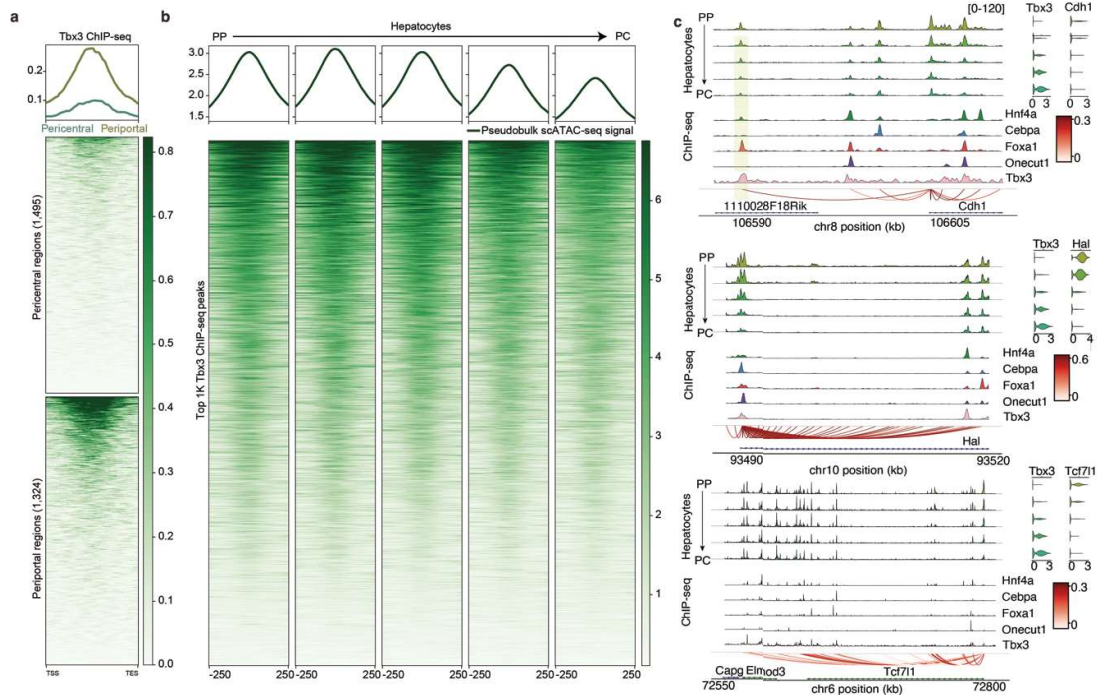 a
Tbx3 ChIP-seq
0.2
0.1
Pericentral Periportal
Pericentral regions (1,495)
Periportal regions (1,324)
0.8
0.7
0.6
0.5
0.4
0.3
0.2
0.1
0.0
TSS TES
b
Hepatocytes
PP PC
3.0
2.5
2.0
1.5
Pseudobulk scATAC-seq signal
Top 1K Tbx3 ChIP-seq peaks
6
5
4
3
2
1
-250 250 -250 250 -250 250 -250 250 -250 250
c
[0-120]
Tbx3 Cdh1
PP
Hepatocytes
PC
0 3 0 3
ChIP-seq
Hnf4a
Cebpa
Foxa1
Onecut1
Tbx3
0.3
0
1110028F18Rik Cdh1
106590 106605
chr8 position (kb)
Tbx3 Hal
PP
Hepatocytes
PC
0 3 0 4
ChIP-seq
Hnf4a
Cebpa
Foxa1
Onecut1
Tbx3
0.6
0
Hal
93490 93520
chr10 position (kb)
Tbx3 Tcf7l1
PP
Hepatocytes
PC
0 3 0 3
ChIP-seq
Hnf4a
Cebpa
Foxa1
Onecut1
Tbx3
0.3
0
Capg Elmod3 Tcf7l1
72550 72800
chr6 position (kb)